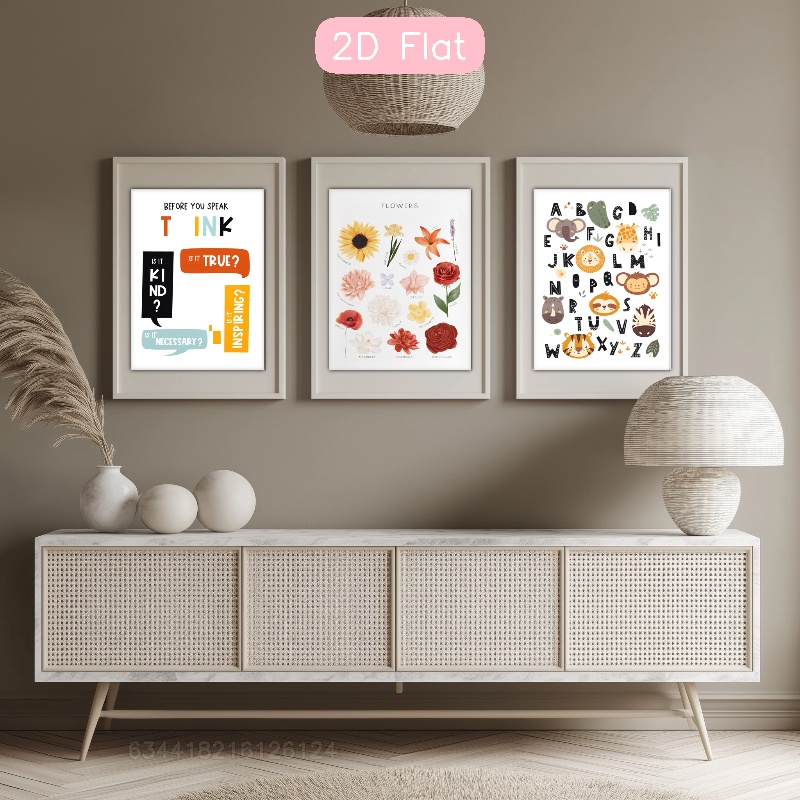 2D Flat
BEFORE YOU SPEAK
T INK
IS IT TRUE?
IS IT
KI
ND
?
IS IT
INSPIRING?
IS IT
NECESSARY?
FLOWERS
A B C D
E F G H I
J K L M
N O P Q
R S
T U V
W X Y Z
634418216126124